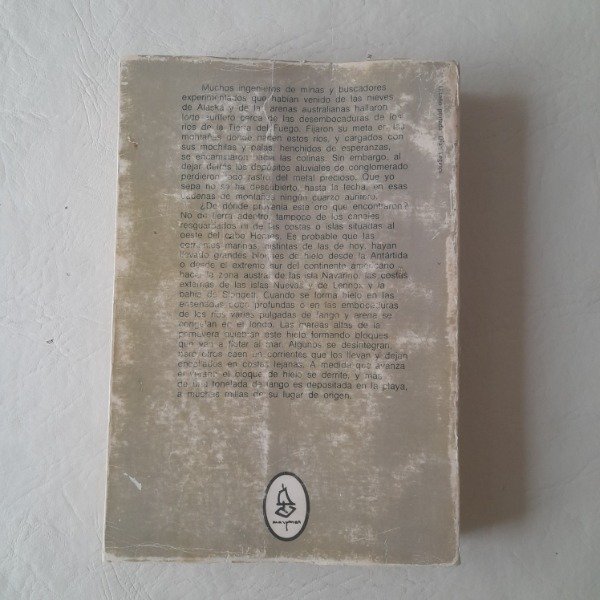 Muchos ingenieros de minas y buscadores
experimentados que habían venido de las nieves
de Alaska y de las arenas australianas hallaron
torte aurífero cerca de las desembocaduras de los
ríos de la Tierra del Fuego. Fijaron su meta en las
montañas donde nacen estos ríos, y cargados con
sus mochilas y palas, henchidos de esperanzas,
se encaminaron hacia las colinas. Sin embargo, al
dejar detrás los depósitos aluviales de conglomerado
perdieron todo rastro del metal precioso. Que yo
sepa no se ha descubierto, hasta la fecha, en esas
cadenas de montañas ningún cuarzo aurífero.
¿De dónde provenía este oro que encontraron?
No de tierra adentro, tampoco de los canales
resguardados ni de las costas o islas situadas al
oeste del cabo Hornos. Es probable que las
corrientes marinas, distintas de las de hoy, hayan
llevado grandes bloques de hielo desde la Antártida
o desde el extremo sur del continente americano
hacia la zona austral de las isla Navarino, las costas
externas de las islas Nuevas y de Lennox y la
bahía de Sloggett. Cuando se forma hielo en las
ensenadas poco profundas o en las embocaduras
de los ríos varias pulgadas de fango y arena se
congelan en el fondo. Las mareas altas de la
primavera avientan este hielo formando bloques
que van a flotar al mar. Algunos se desintegran,
pero otros caen en corrientes que los llevan y dejan
encallados en costas lejanas. A medida que avanza
el verano el bloque de hielo se derrite, y más
de una tonelada de fango es depositada en la playa,
a muchas millas de su lugar de origen.